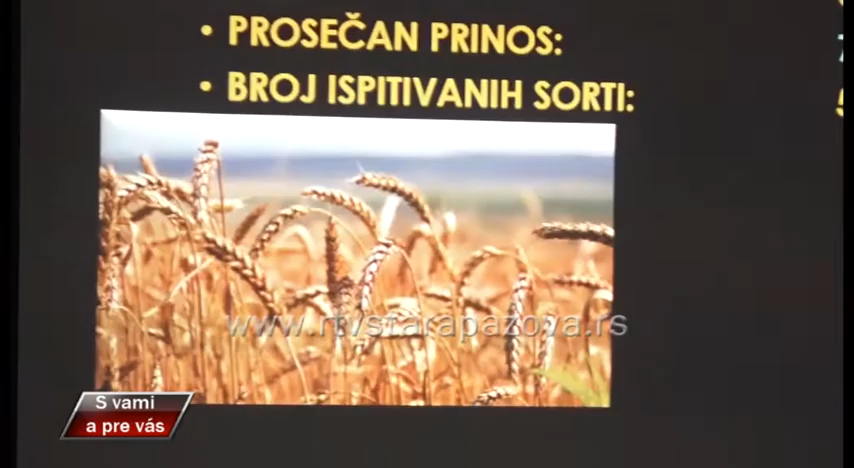 • PROSEČAN PRINOS:
• BROJ ISPITIVANIH SORTI:
www.rtvstarapazova.rs
S vami
a pre vás